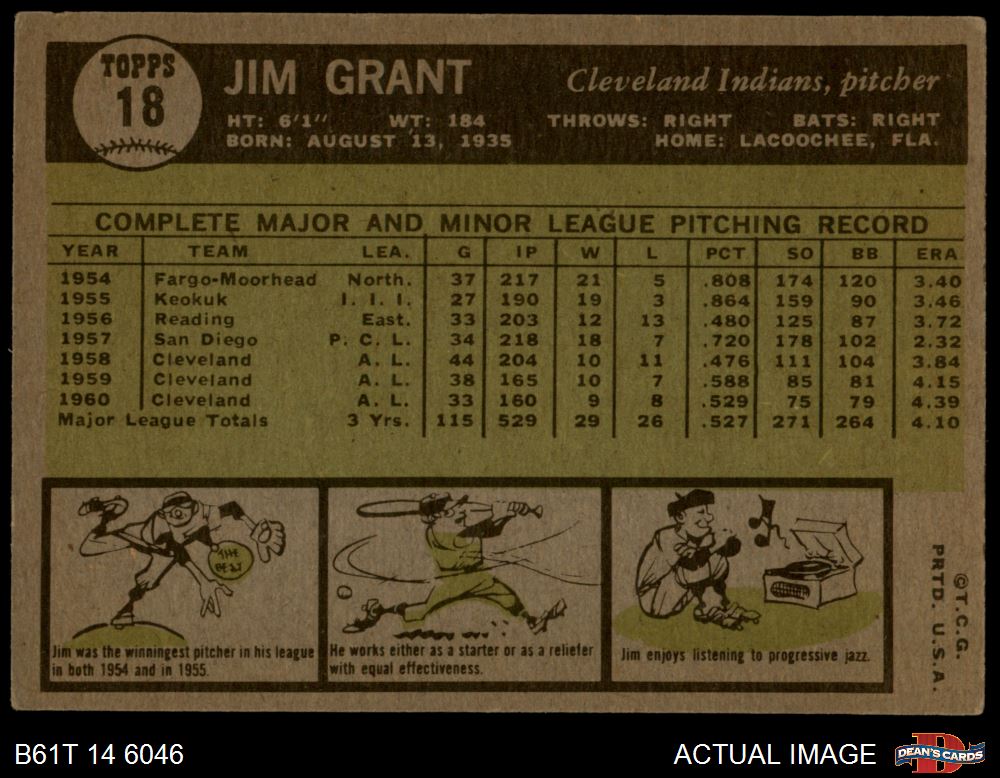 TOPPS
18
JIM GRANT
Cleveland Indians, pitcher
HT: 6'1" WT: 184 THROWS: RIGHT BATS: RIGHT
BORN: AUGUST 13, 1935 HOME: LACOOCHEE, FLA.
COMPLETE MAJOR AND MINOR LEAGUE PITCHING RECORD
YEAR TEAM LEA. G IP W L PCT SO BB ERA
1954 Fargo-Moorhead North. 37 217 21 5 .808 174 120 3.40
1955 Keokuk I. I. I. 27 190 19 3 .864 159 90 3.46
1956 Reading East. 33 203 12 13 .480 125 87 3.72
1957 San Diego P. C. L. 34 218 18 7 .720 178 102 2.32
1958 Cleveland A. L. 44 204 10 11 .476 111 104 3.84
1959 Cleveland A. L. 38 165 10 7 .588 85 81 4.15
1960 Cleveland A. L. 33 160 9 8 .529 75 79 4.39
Major League Totals 3 Yrs. 115 529 29 26 .527 271 264 4.10
THE
BEST
Jim was the winningest pitcher in his league
in both 1954 and in 1955.
He works either as a starter or as a reliefer
with equal effectiveness.
Jim enjoys listening to progressive jazz.
©T.C.G.
PRTD. U.S.A.
B61T 14 6046
ACTUAL IMAGE
DEAN'S CARDS